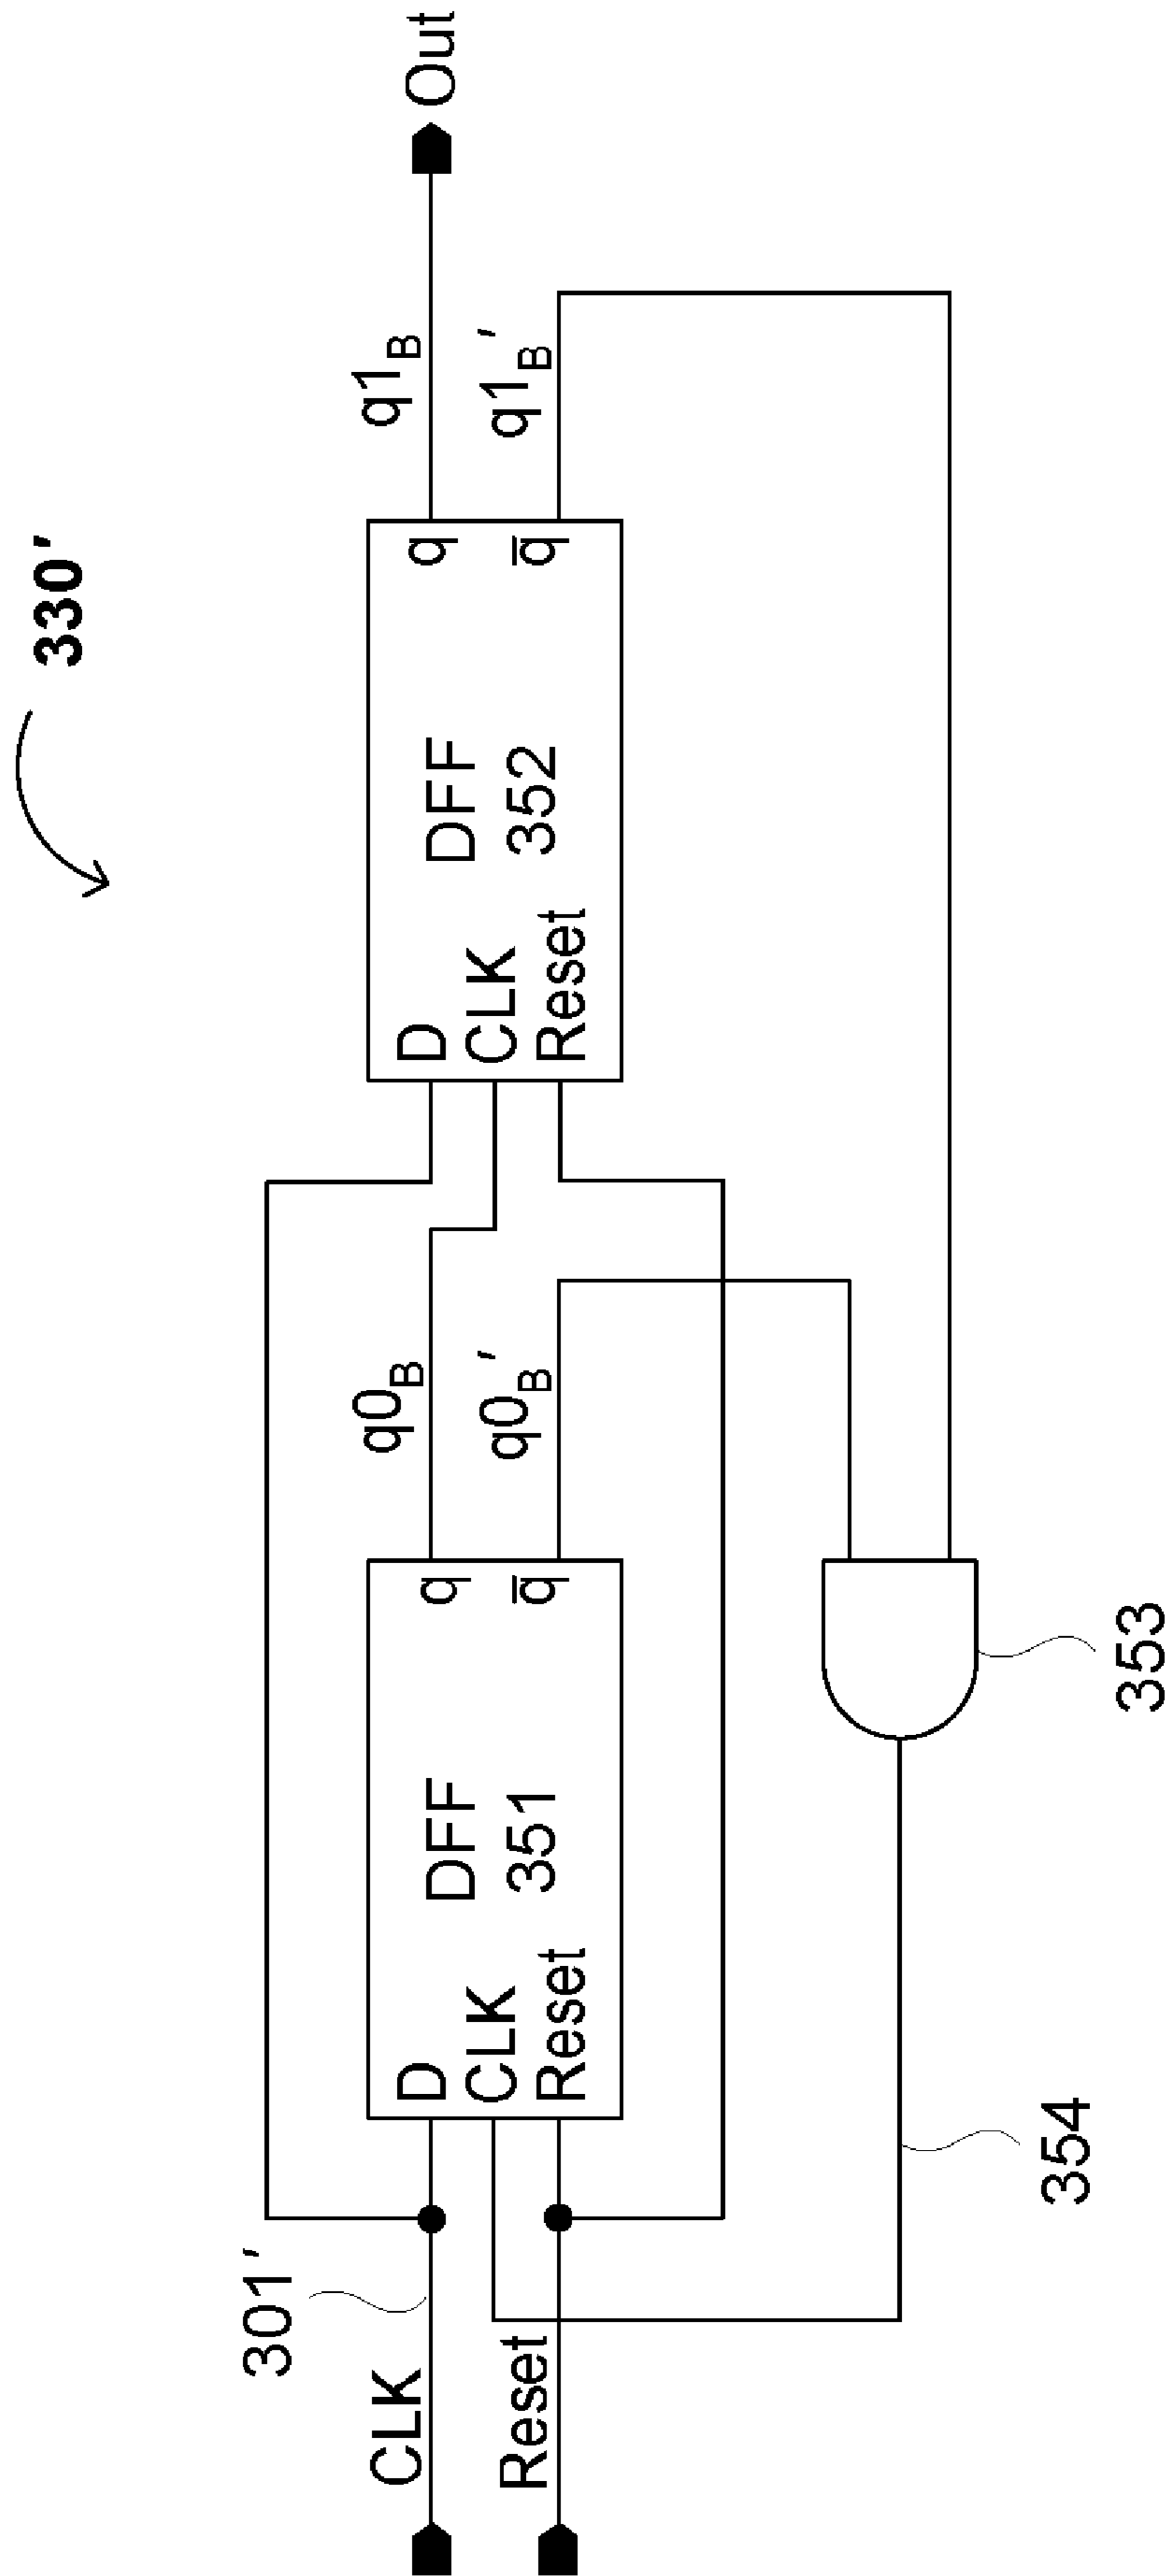 330′
CLK
301′
Reset
D
CLK
Reset
DFF
351
q
q̅
q0B
q0B′
D
CLK
Reset
DFF
352
q
q̅
q1B
q1B′
Out
354
353